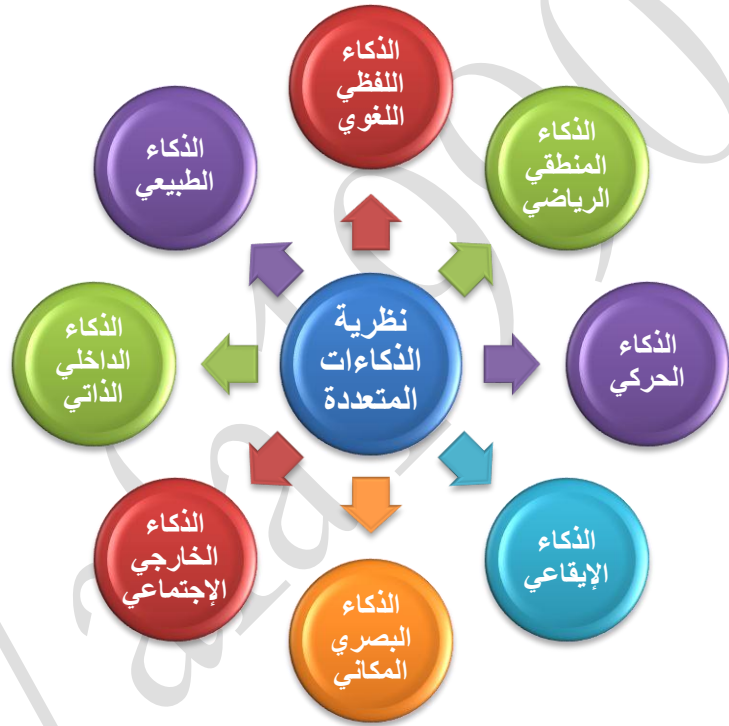 الذكاء
اللفظي
اللغوي
الذكاء
المنطقي
الرياضي
الذكاء
الطبيعي
نظرية
الذكاءات
المتعددة
الذكاء
الحركي
الذكاء
الداخلي
الذاتي
الذكاء
الإيقاعي
الذكاء
الخارجي
الإجتماعي
الذكاء
البصري
المكاني